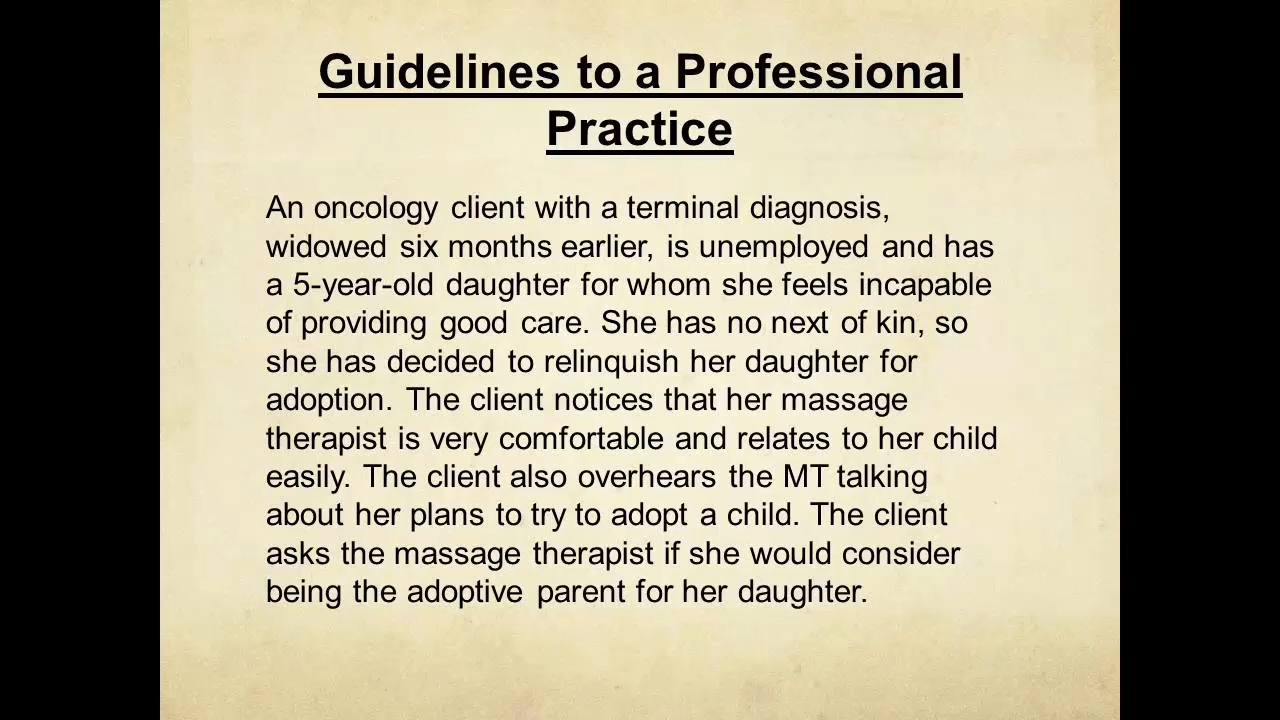 Guidelines to a Professional
Practice
An oncology client with a terminal diagnosis,
widowed six months earlier, is unemployed and has
a 5-year-old daughter for whom she feels incapable
of providing good care. She has no next of kin, so
she has decided to relinquish her daughter for
adoption. The client notices that her massage
therapist is very comfortable and relates to her child
easily. The client also overhears the MT talking
about her plans to try to adopt a child. The client
asks the massage therapist if she would consider
being the adoptive parent for her daughter.